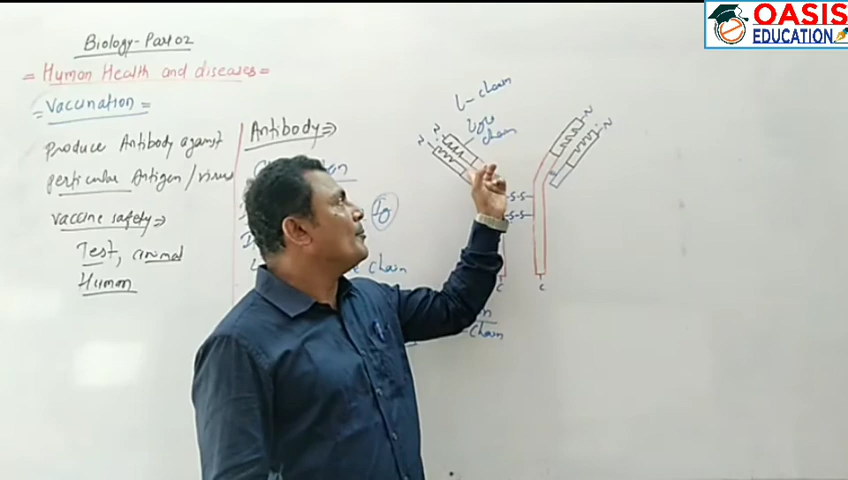 OASIS
EDUCATION
Biology-Part 02
= Human Health and diseases =
= Vaccination =
Produce Antibody against
perticular Antigen / virus
vaccine safety ⇒
Test, animal
Human
Antibody ⇒
chain
chain
L- chain
chain
N
N
N
N
S-S-
S-S-
C
C